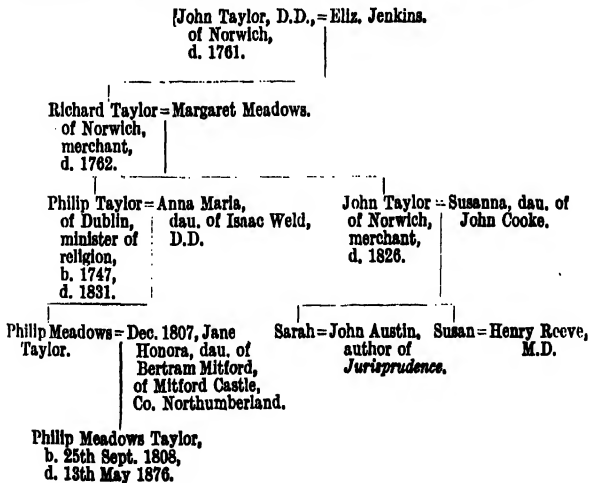 [John Taylor, D.D., = Eliz. Jenkins.
of Norwich,
d. 1761.
Richard Taylor = Margaret Meadows.
of Norwich,
merchant,
d. 1762.
Philip Taylor = Anna Maria,
of Dublin, dau. of Isaac Weld,
minister of D.D.
religion,
b. 1747,
d. 1831.
John Taylor = Susanna, dau. of
of Norwich, John Cooke.
merchant,
d. 1826.
Philip Meadows = Dec. 1807, Jane
Taylor. Honora, dau. of
Bertram Mitford,
of Mitford Castle,
Co. Northumberland.
Sarah = John Austin,
author of
Jurisprudence.
Susan = Henry Reeve,
M.D.
Philip Meadows Taylor,
b. 25th Sept. 1808,
d. 13th May 1876.